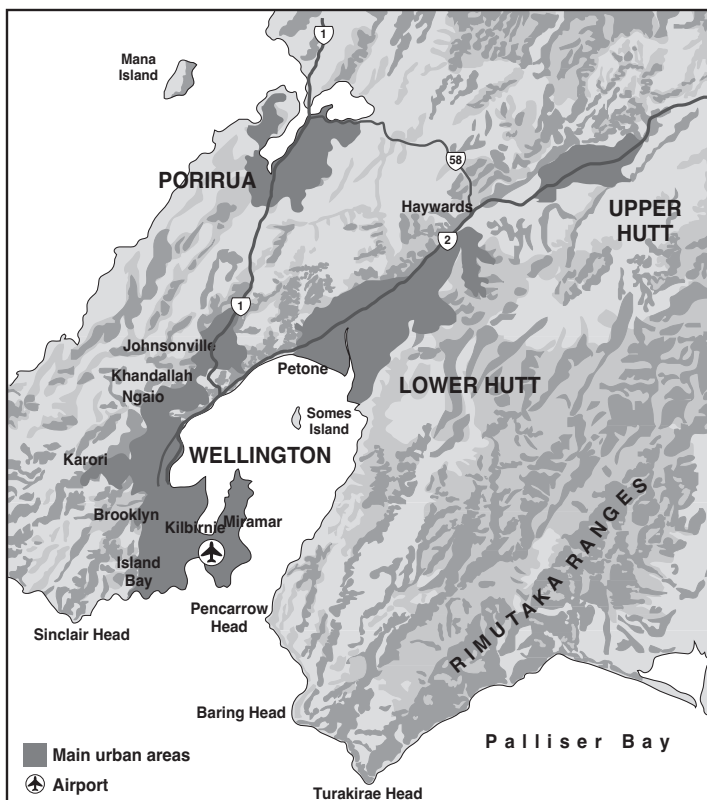 1
Mana
Island
58
PORIRUA
Haywards
UPPER
HUTT
2
1
Johnsonville
Khandallah
Ngaio
Petone
LOWER HUTT
Somes
Island
Karori
WELLINGTON
Brooklyn
Kilbirnie
Miramar
Island
Bay
Pencarrow
Head
Sinclair Head
RIMUTAKA RANGES
Baring Head
Palliser Bay
Main urban areas
Airport
Turakirae Head